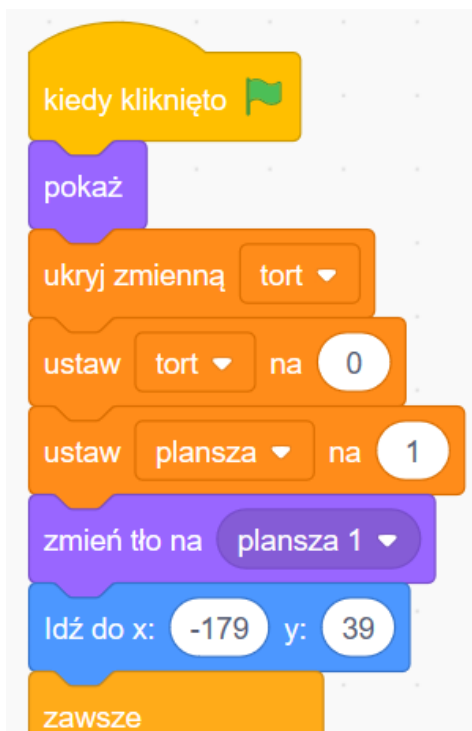 kiedy kliknięto
pokaż
ukryj zmienną tort
ustaw tort na 0
ustaw plansza na 1
zmień tło na plansza 1
Idź do x: -179 y: 39
zawsze